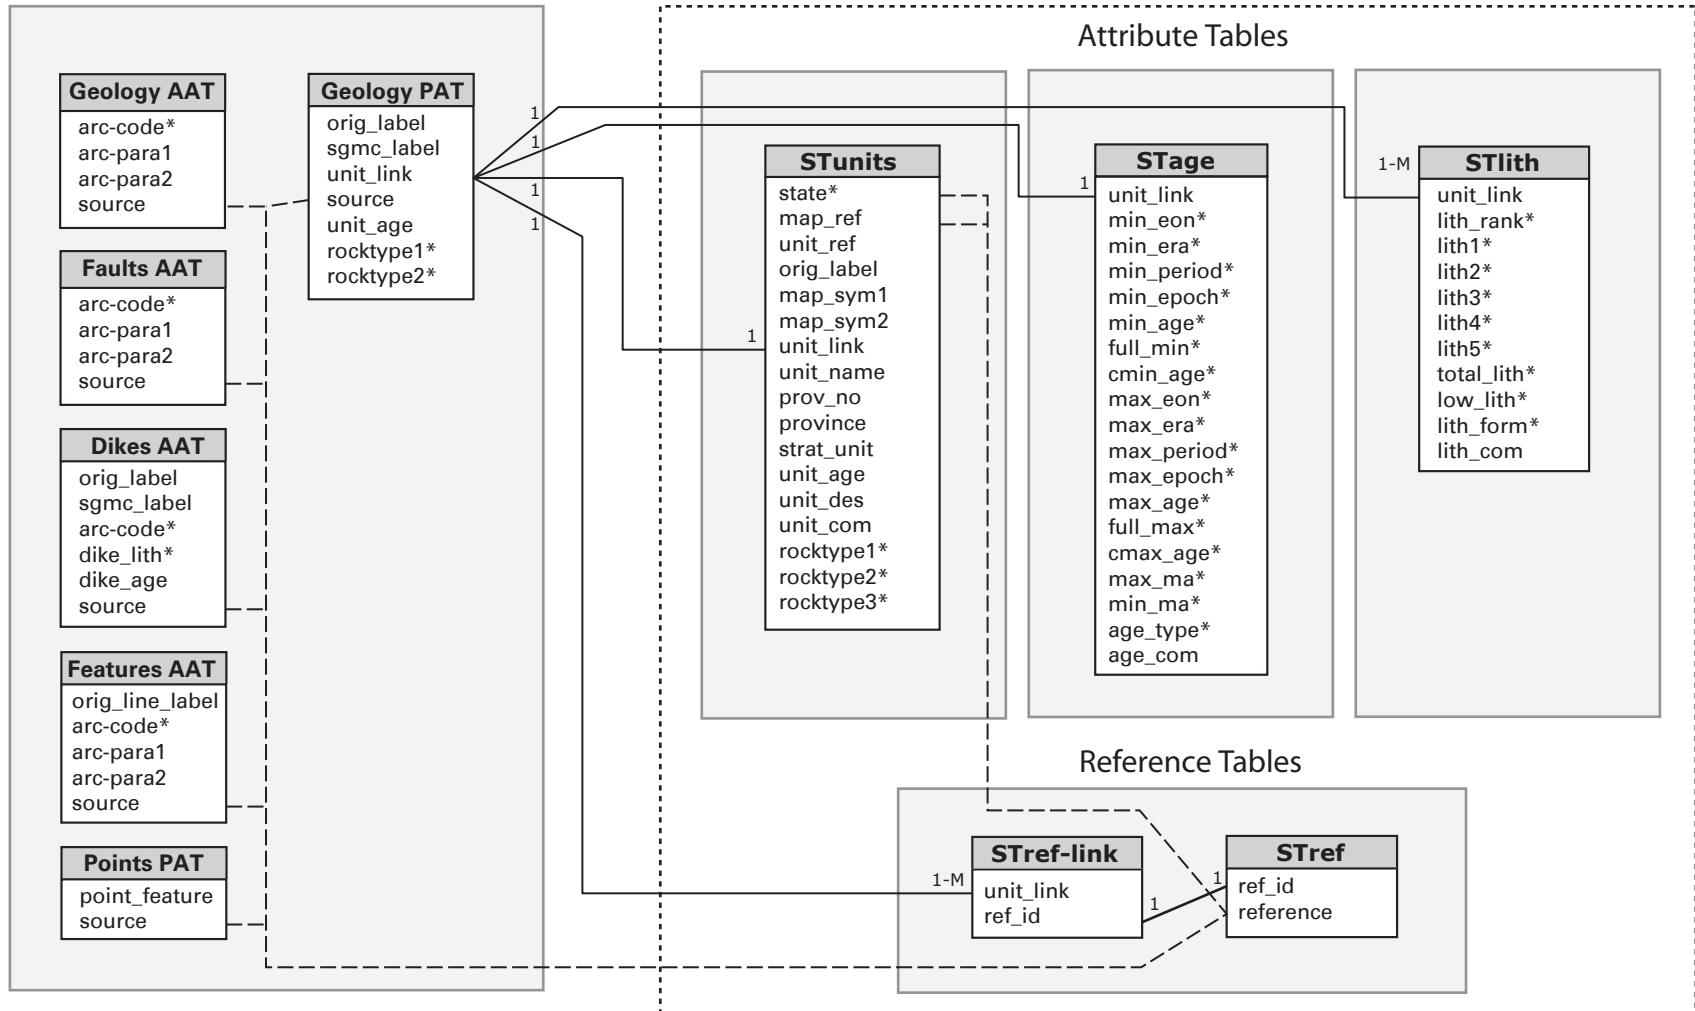 Geology AAT
arc-code*
arc-para1
arc-para2
source
Faults AAT
arc-code*
arc-para1
arc-para2
source
Dikes AAT
orig_label
sgmc_label
arc-code*
dike_lith*
dike_age
source
Features AAT
orig_line_label
arc-code*
arc-para1
arc-para2
source
Points PAT
point_feature
source
Geology PAT
orig_label
sgmc_label
unit_link
source
unit_age
rocktype1*
rocktype2*
1
1
1
1
Attribute Tables
1
STunits
state*
map_ref
unit_ref
orig_label
map_sym1
map_sym2
unit_link
unit_name
prov_no
province
strat_unit
unit_age
unit_des
unit_com
rocktype1*
rocktype2*
rocktype3*
1
STage
unit_link
min_eon*
min_era*
min_period*
min_epoch*
min_age*
full_min*
cmin_age*
max_eon*
max_era*
max_period*
max_epoch*
max_age*
full_max*
cmax_age*
max_ma*
min_ma*
age_type*
age_com
1-M
STlith
unit_link
lith_rank*
lith1*
lith2*
lith3*
lith4*
lith5*
total_lith*
low_lith*
lith_form*
lith_com
Reference Tables
1-M
STref-link
unit_link
ref_id
1
1
STref
ref_id
reference